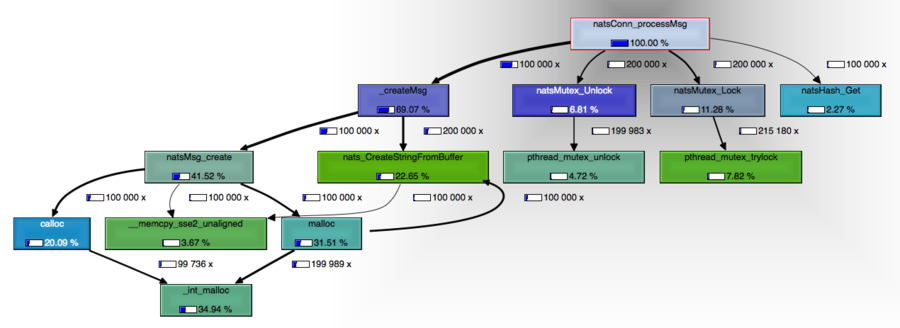 natsConn_processMsg
100.00 %
100 000 x
200 000 x
200 000 x
100 000 x
_createMsg
69.07 %
natsMutex_Unlock
6.81 %
natsMutex_Lock
11.28 %
natsHash_Get
2.27 %
100 000 x
200 000 x
199 983 x
215 180 x
natsMsg_create
41.52 %
nats_CreateStringFromBuffer
22.65 %
pthread_mutex_unlock
4.72 %
pthread_mutex_trylock
7.82 %
100 000 x
100 000 x
100 000 x
100 000 x
100 000 x
calloc
20.09 %
__memcpy_sse2_unaligned
3.67 %
malloc
31.51 %
99 736 x
199 989 x
_int_malloc
34.94 %